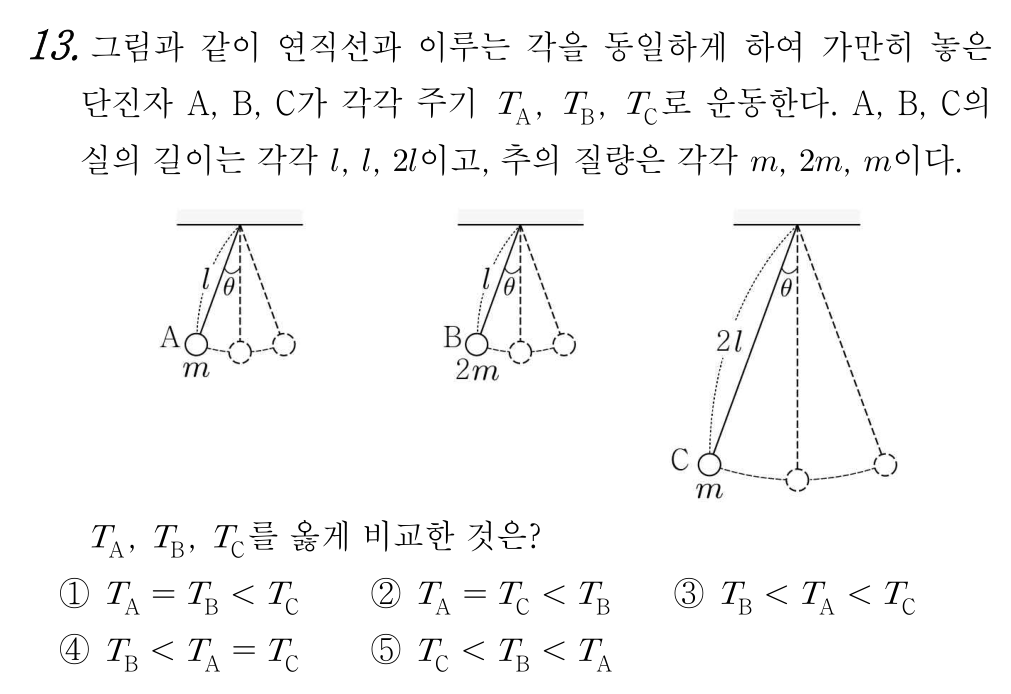 13. 그림과 같이 연직선과 이루는 각을 동일하게 하여 가만히 놓은
단진자 A, B, C가 각각 주기 T_A, T_B, T_C로 운동한다. A, B, C의
실의 길이는 각각 l, l, 2l이고, 추의 질량은 각각 m, 2m, m이다.
l θ
A
m
l θ
B
2m
θ
2l
C
m
T_A, T_B, T_C를 옳게 비교한 것은?
① T_A = T_B < T_C ② T_A = T_C < T_B ③ T_B < T_A < T_C
④ T_B < T_A = T_C ⑤ T_C < T_B < T_A